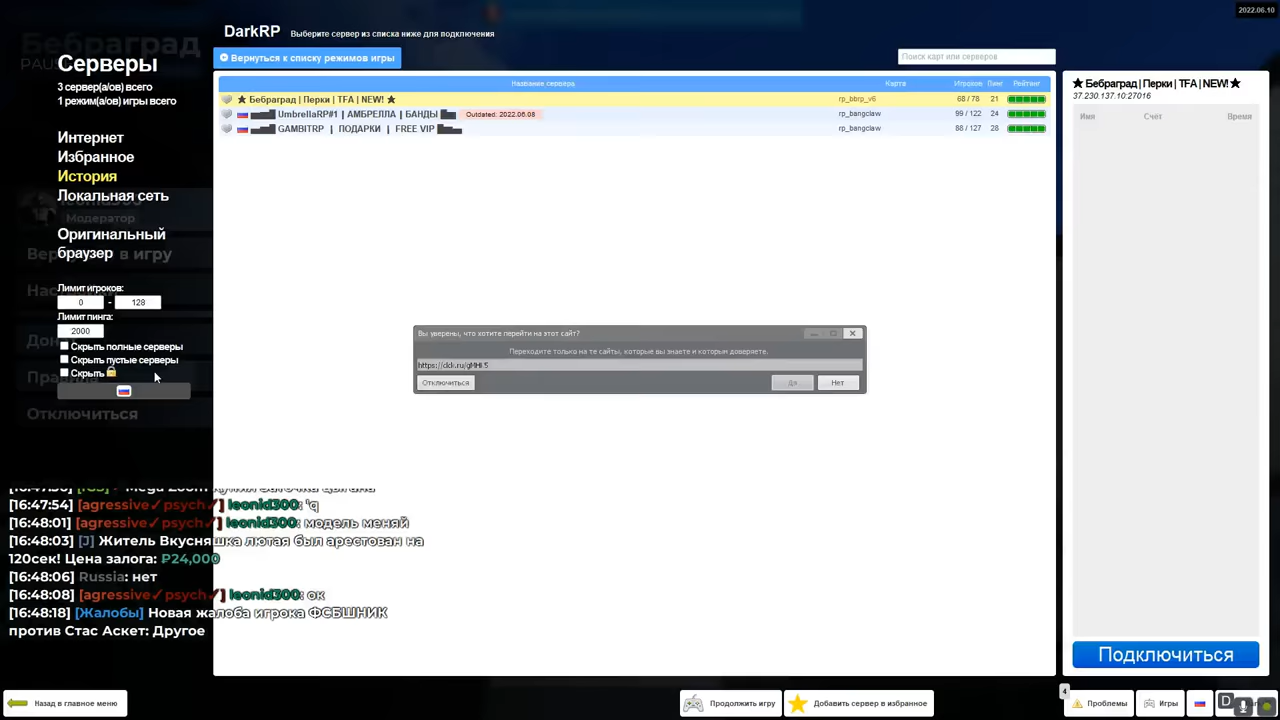 2022.06.10
Бебраград
DarkRP Выберите сервер из списка ниже для подключения
Серверы
Вернуться к списку режимов игры
Поиск карт или серверов
3 сервер(а/ов) всего
1 режим(а/ов) игры всего
Название сервера Карта Игроков Пинг Рейтинг
★ Бебраград | Перки | TFA | NEW! ★ rp_bbrp_v6 68 / 78 21
UmbrellaRP#1 | АМБРЕЛЛА | БАНДЫ Outdated: 2022.06.08 rp_bangclaw 99 / 122 24
GAMBITRP | ПОДАРКИ | FREE VIP rp_bangclaw 88 / 127 28
★ Бебраград | Перки | TFA | NEW! ★
37.230.137.10:27016
Имя Счёт Время
Интернет
Избранное
История
Локальная сеть
Модератор
Оригинальный
браузер
Лимит игроков:
0 - 128
Лимит пинга:
2000
Скрыть полные серверы
Скрыть пустые серверы
Скрыть
Отключиться
Вы уверены, что хотите перейти на этот сайт?
Переходите только на те сайты, которые вы знаете и которым доверяете.
Отключиться Да Нет
[16:47:54] [agressive✓psych✓] leonid300: 'q
[16:48:01] [agressive✓psych✓] leonid300: модель меняй
[16:48:03] [J] Житель Вкусняшка лютая был арестован на
120сек! Цена залога: ₽24,000
[16:48:06] Russia: нет
[16:48:08] [agressive✓psych✓] leonid300: ок
[16:48:18] [Жалобы] Новая жалоба игрока ФСБШНИК
против Стас Аскет: Другое
Подключиться
Назад в главное меню
Продолжить игру
Добавить сервер в избранное
4
Проблемы
Игры
D